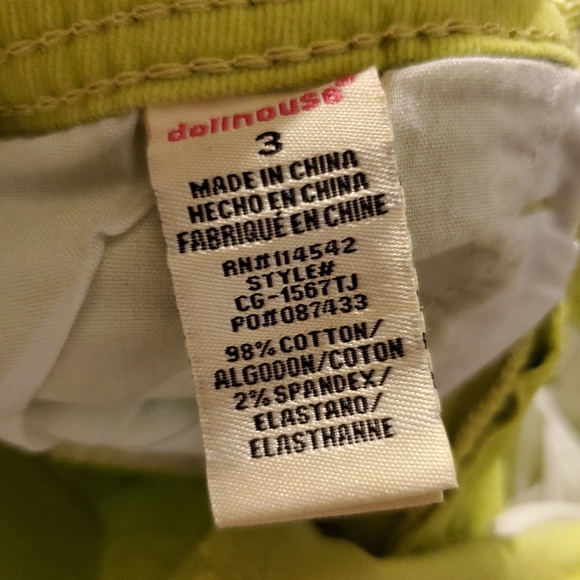 dollhouse
3
MADE IN CHINA
HECHO EN CHINA
FABRIQUÉ EN CHINE
RN#114542
STYLE#
CG-1567TJ
PO#087433
98% COTTON/
ALGODON/COTON
2% SPANDEX/
ELASTANO/
ELASTHANNE